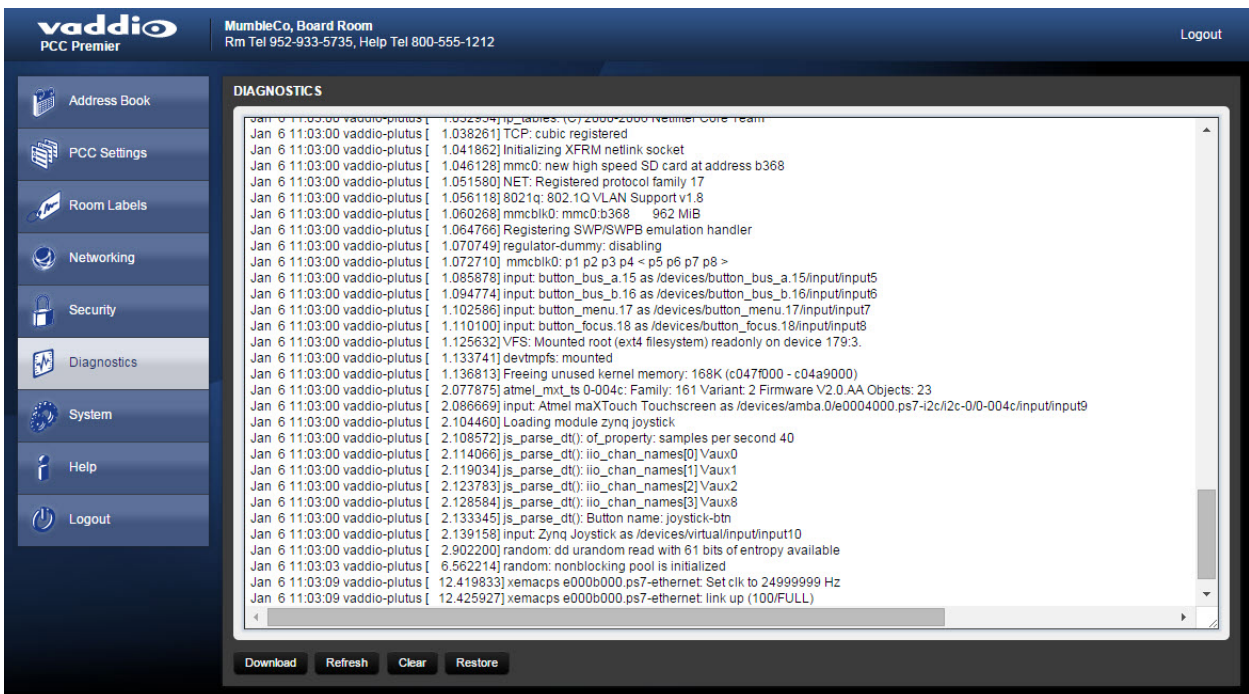 vaddio
PCC Premier
MumbleCo, Board Room
Rm Tel 952-933-5735, Help Tel 800-555-1212
Logout
Address Book
PCC Settings
Room Labels
Networking
Security
Diagnostics
System
Help
Logout
DIAGNOSTICS
Jan 6 11:03:00 vaddio-plutus [ 1.032954] ip_tables: (C) 2000-2006 Netfilter Core Team
Jan 6 11:03:00 vaddio-plutus [ 1.038261] TCP: cubic registered
Jan 6 11:03:00 vaddio-plutus [ 1.041862] Initializing XFRM netlink socket
Jan 6 11:03:00 vaddio-plutus [ 1.046128] mmc0: new high speed SD card at address b368
Jan 6 11:03:00 vaddio-plutus [ 1.051580] NET: Registered protocol family 17
Jan 6 11:03:00 vaddio-plutus [ 1.056118] 8021q: 802.1Q VLAN Support v1.8
Jan 6 11:03:00 vaddio-plutus [ 1.060268] mmcblk0: mmc0:b368 962 MiB
Jan 6 11:03:00 vaddio-plutus [ 1.064766] Registering SWP/SWPB emulation handler
Jan 6 11:03:00 vaddio-plutus [ 1.070749] regulator-dummy: disabling
Jan 6 11:03:00 vaddio-plutus [ 1.072710] mmcblk0: p1 p2 p3 p4 < p5 p6 p7 p8 >
Jan 6 11:03:00 vaddio-plutus [ 1.085878] input: button_bus_a.15 as /devices/button_bus_a.15/input/input5
Jan 6 11:03:00 vaddio-plutus [ 1.094774] input: button_bus_b.16 as /devices/button_bus_b.16/input/input6
Jan 6 11:03:00 vaddio-plutus [ 1.102586] input: button_menu.17 as /devices/button_menu.17/input/input7
Jan 6 11:03:00 vaddio-plutus [ 1.110100] input: button_focus.18 as /devices/button_focus.18/input/input8
Jan 6 11:03:00 vaddio-plutus [ 1.125632] VFS: Mounted root (ext4 filesystem) readonly on device 179:3.
Jan 6 11:03:00 vaddio-plutus [ 1.133741] devtmpfs: mounted
Jan 6 11:03:00 vaddio-plutus [ 1.136813] Freeing unused kernel memory: 168K (c047f000 - c04a9000)
Jan 6 11:03:00 vaddio-plutus [ 2.077875] atmel_mxt_ts 0-004c: Family: 161 Variant: 2 Firmware V2.0.AA Objects: 23
Jan 6 11:03:00 vaddio-plutus [ 2.086669] input: Atmel maXTouch Touchscreen as /devices/amba.0/e0004000.ps7-i2c/i2c-0/0-004c/input/input9
Jan 6 11:03:00 vaddio-plutus [ 2.104460] Loading module zynq joystick
Jan 6 11:03:00 vaddio-plutus [ 2.108572] js_parse_dt(): of_property: samples per second 40
Jan 6 11:03:00 vaddio-plutus [ 2.114066] js_parse_dt(): iio_chan_names[0] Vaux0
Jan 6 11:03:00 vaddio-plutus [ 2.119034] js_parse_dt(): iio_chan_names[1] Vaux1
Jan 6 11:03:00 vaddio-plutus [ 2.123783] js_parse_dt(): iio_chan_names[2] Vaux2
Jan 6 11:03:00 vaddio-plutus [ 2.128584] js_parse_dt(): iio_chan_names[3] Vaux8
Jan 6 11:03:00 vaddio-plutus [ 2.133345] js_parse_dt(): Button name: joystick-btn
Jan 6 11:03:00 vaddio-plutus [ 2.139158] input: Zynq Joystick as /devices/virtual/input/input10
Jan 6 11:03:00 vaddio-plutus [ 2.902200] random: dd urandom read with 61 bits of entropy available
Jan 6 11:03:03 vaddio-plutus [ 6.562214] random: nonblocking pool is initialized
Jan 6 11:03:09 vaddio-plutus [ 12.419833] xemacps e000b000.ps7-ethernet: Set clk to 24999999 Hz
Jan 6 11:03:09 vaddio-plutus [ 12.425927] xemacps e000b000.ps7-ethernet: link up (100/FULL)
Download
Refresh
Clear
Restore